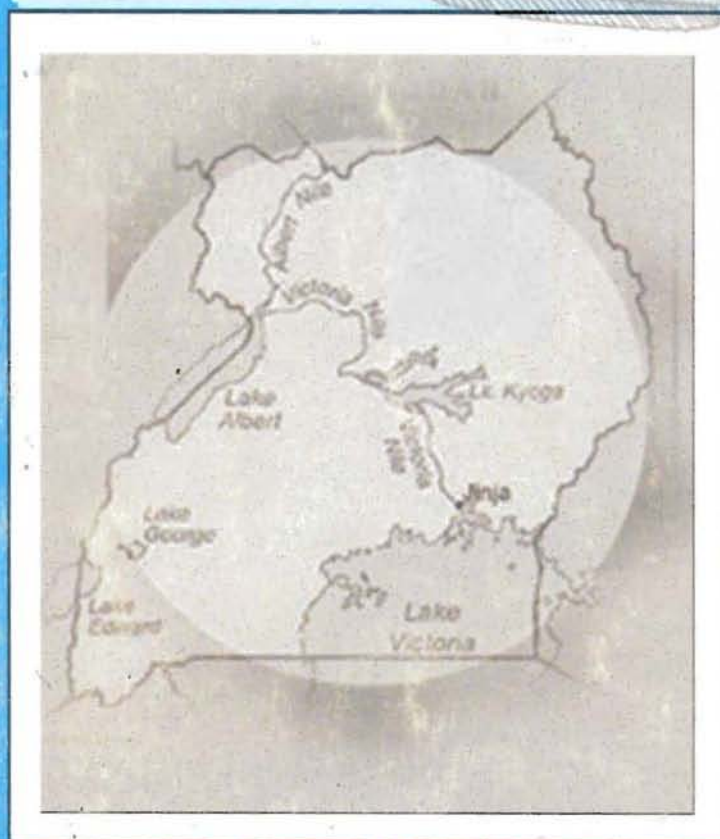 Albert Nile
Victoria Nile
Lake
Albert
Lk. Kyoga
Victoria
Nile
Jinja
Lake
George
Lake
Edward
Lake
Victoria